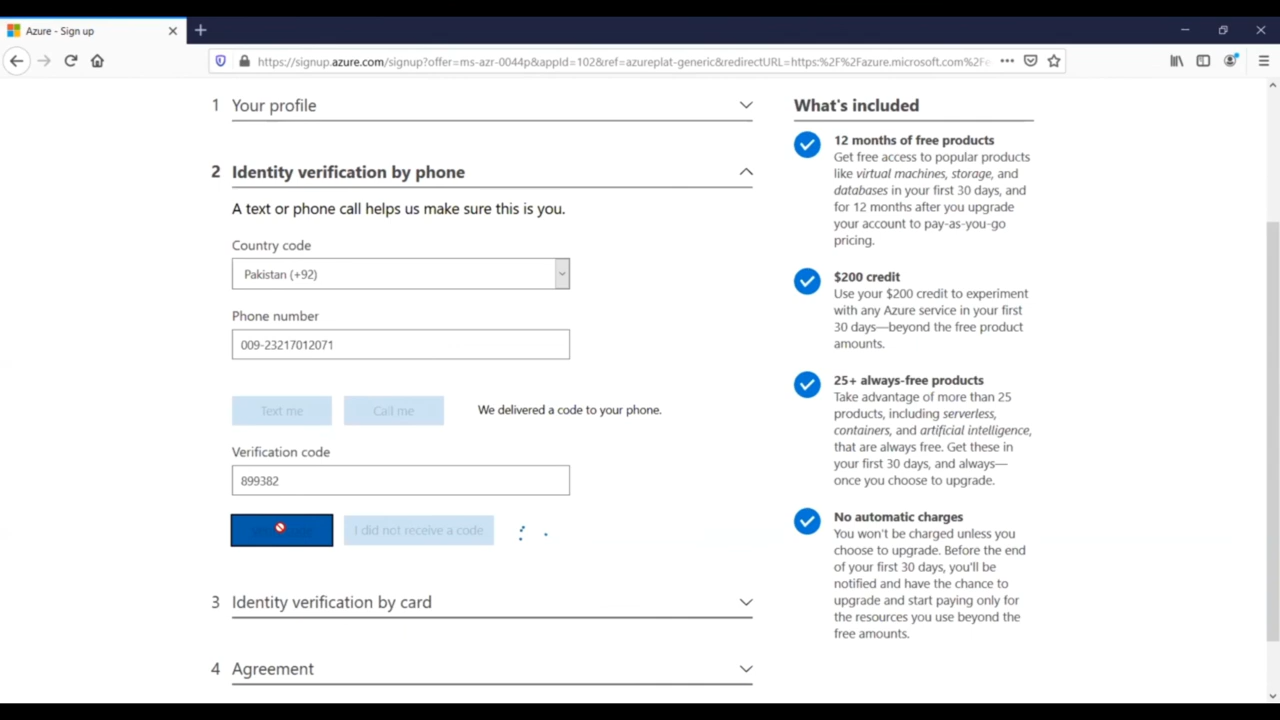 Azure - Sign up
https://signup.azure.com/signup?offer=ms-azr-0044p&appId=102&ref=azureplat-generic&redirectURL=https:%2F%2Fazure.microsoft.com%2Fe
1 Your profile
2 Identity verification by phone
A text or phone call helps us make sure this is you.
Country code
Pakistan (+92)
Phone number
009-23217012071
Text me
Call me
We delivered a code to your phone.
Verification code
899382
I did not receive a code
3 Identity verification by card
4 Agreement
What's included
12 months of free products
Get free access to popular products
like virtual machines, storage, and
databases in your first 30 days, and
for 12 months after you upgrade
your account to pay-as-you-go
pricing.
$200 credit
Use your $200 credit to experiment
with any Azure service in your first
30 days—beyond the free product
amounts.
25+ always-free products
Take advantage of more than 25
products, including serverless,
containers, and artificial intelligence,
that are always free. Get these in
your first 30 days, and always—
once you choose to upgrade.
No automatic charges
You won't be charged unless you
choose to upgrade. Before the end
of your first 30 days, you'll be
notified and have the chance to
upgrade and start paying only for
the resources you use beyond the
free amounts.